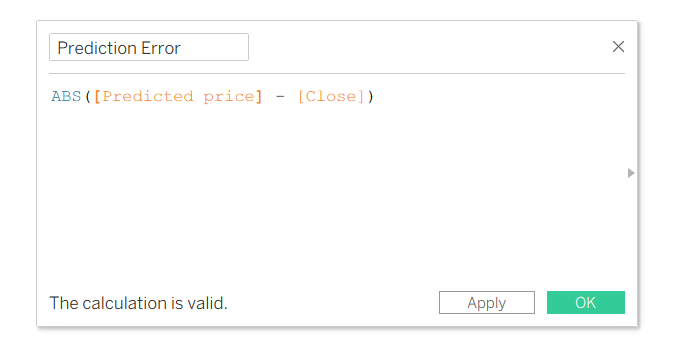 Prediction Error
ABS([Predicted price] - [Close])
The calculation is valid.
Apply
OK